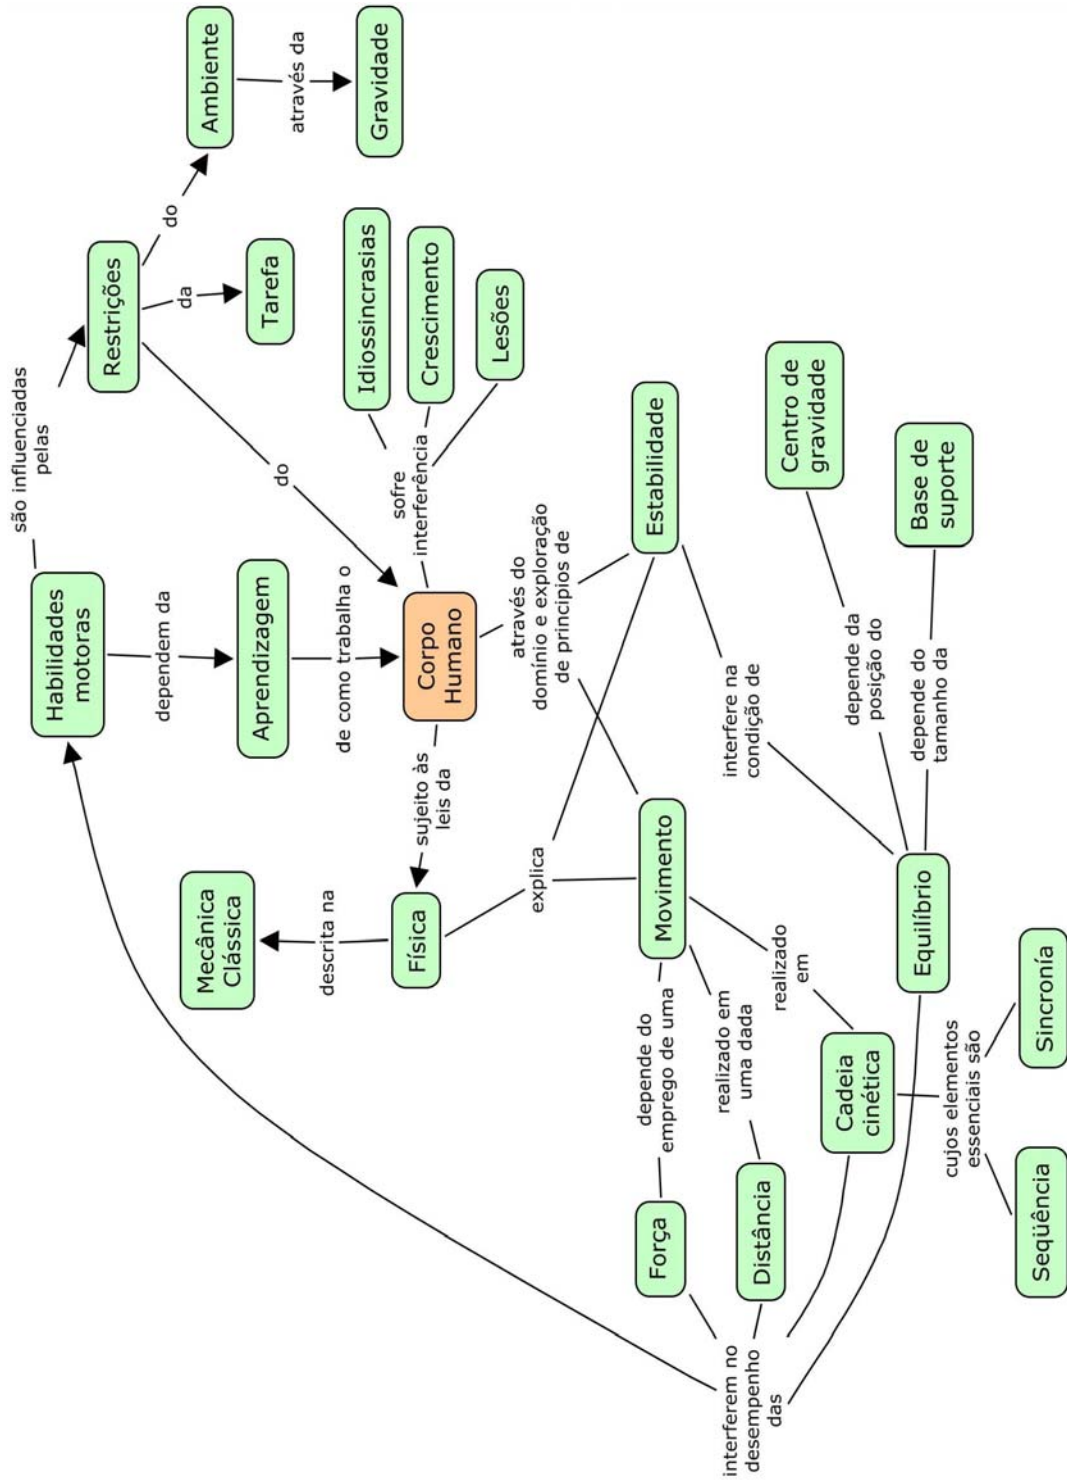 Habilidades
motoras
são influenciadas
pelas
Restrições
do
Ambiente
através da
Gravidade
da
Tarefa
do
dependem da
Aprendizagem
de como trabalha o
Corpo
Humano
sofre
interferência
Idiossincrasias
Crescimento
Lesões
sujeito às
leis da
Física
descrita na
Mecânica
Clássica
explica
através do
domínio e exploração
de principios de
Estabilidade
Movimento
interfere na
condição de
Equilíbrio
depende da
posição do
Centro de
gravidade
depende do
tamanho da
Base de
suporte
depende do
emprego de uma
Força
realizado em
uma dada
Distância
realizado
em
Cadeia
cinética
cujos elementos
essenciais são
Seqüência
Sincronía
interferem no
desempenho
das